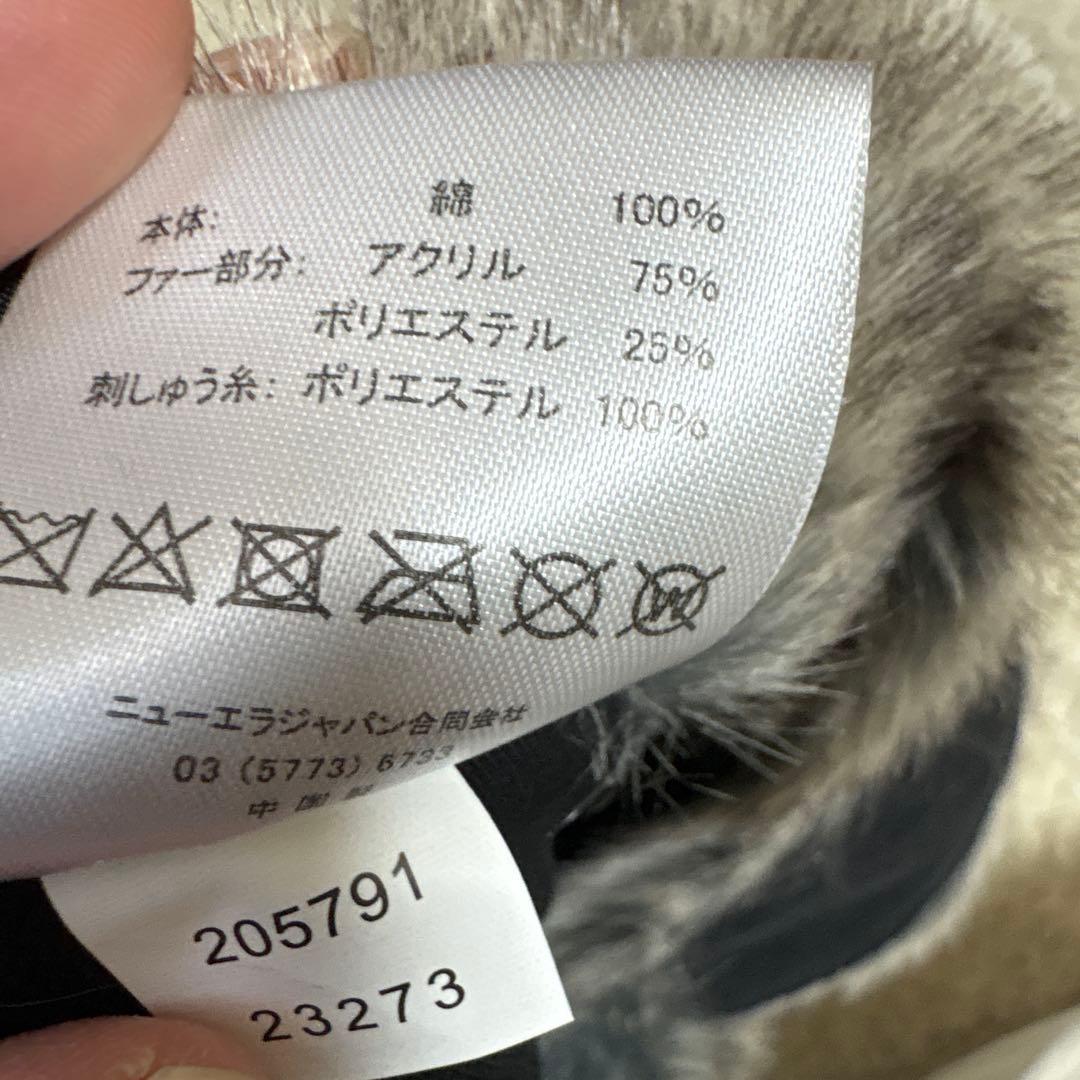 本体: 綿 100%
ファー部分: アクリル 75%
ポリエステル 25%
刺しゅう糸: ポリエステル 100%
ニューエラジャパン合同会社
03 (5773) 6733
205791
23273